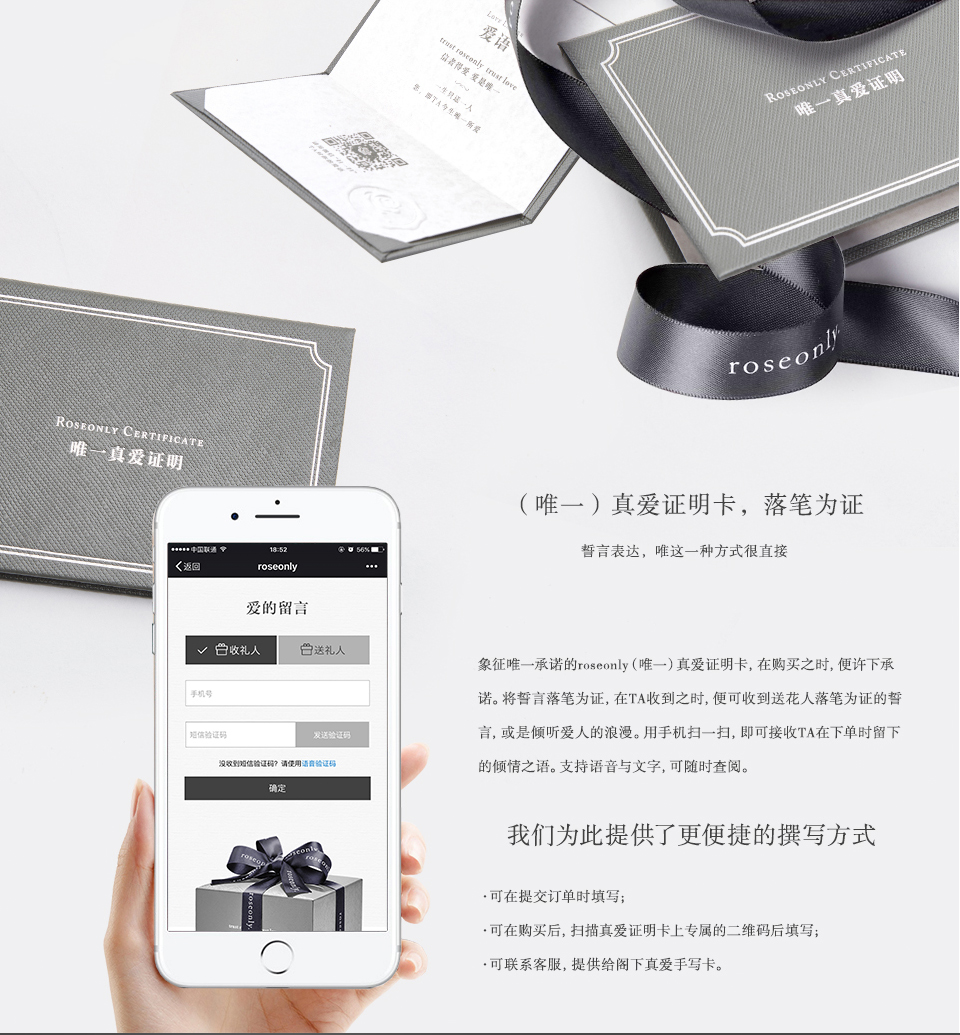 爱语
trust roseonly trust love
信者得爱 爱是唯一
一生只送一人
ROSEONLY CERTIFICATE
唯一真爱证明
roseonly.
ROSEONLY CERTIFICATE
唯一真爱证明
(唯一)真爱证明卡,落笔为证
誓言表达,唯这一种方式很直接
中国联通
18:52
56%
返回
roseonly
爱的留言
收礼人
送礼人
手机号
短信验证码
发送验证码
没收到短信验证码?请使用语音验证码
确定
roseonly.
roseonly.
象征唯一承诺的roseonly(唯一)真爱证明卡,在购买之时,便许下承
诺。将誓言落笔为证,在TA收到之时,便可收到送花人落笔为证的誓
言,或是倾听爱人的浪漫。用手机扫一扫,即可接收TA在下单时留下
的倾情之语。支持语音与文字,可随时查阅。
我们为此提供了更便捷的撰写方式
·可在提交订单时填写;
·可在购买后,扫描真爱证明卡上专属的二维码后填写;
·可联系客服,提供给阁下真爱手写卡。